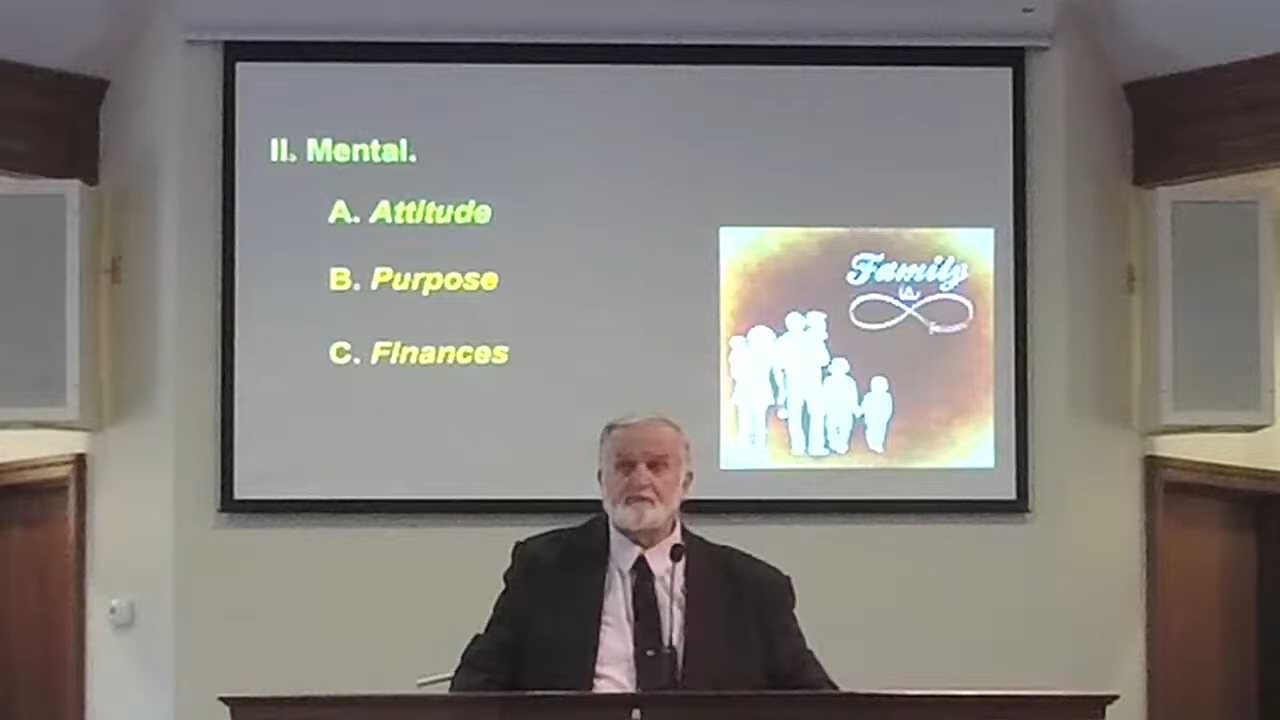 II. Mental.
A. Attitude
B. Purpose
C. Finances
Family